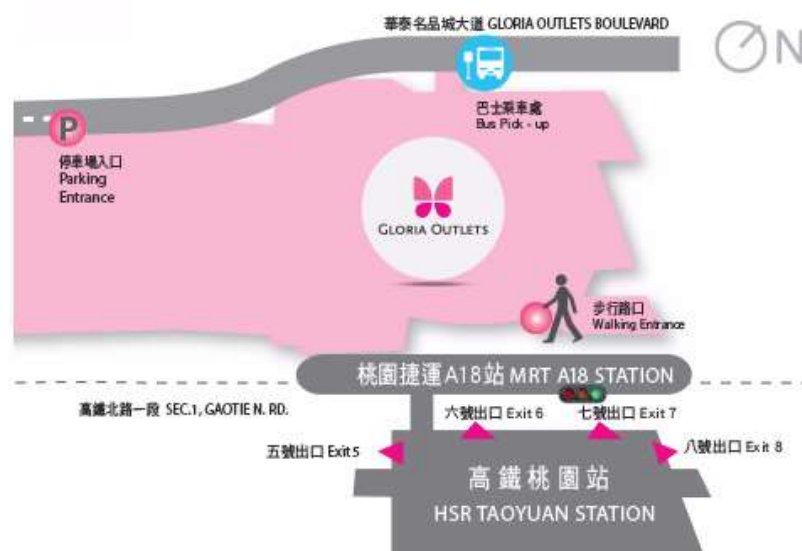 華泰名品城大道 GLORIA OUTLETS BOULEVARD
N
巴士乘車處
Bus Pick - up
P
停車場入口
Parking
Entrance
GLORIA OUTLETS
步行路口
Walking Entrance
桃園捷運A18站 MRT A18 STATION
高鐵北路一段 SEC.1, GAOTIE N. RD.
六號出口 Exit 6
七號出口 Exit 7
五號出口 Exit 5
八號出口 Exit 8
高鐵桃園站
HSR TAOYUAN STATION